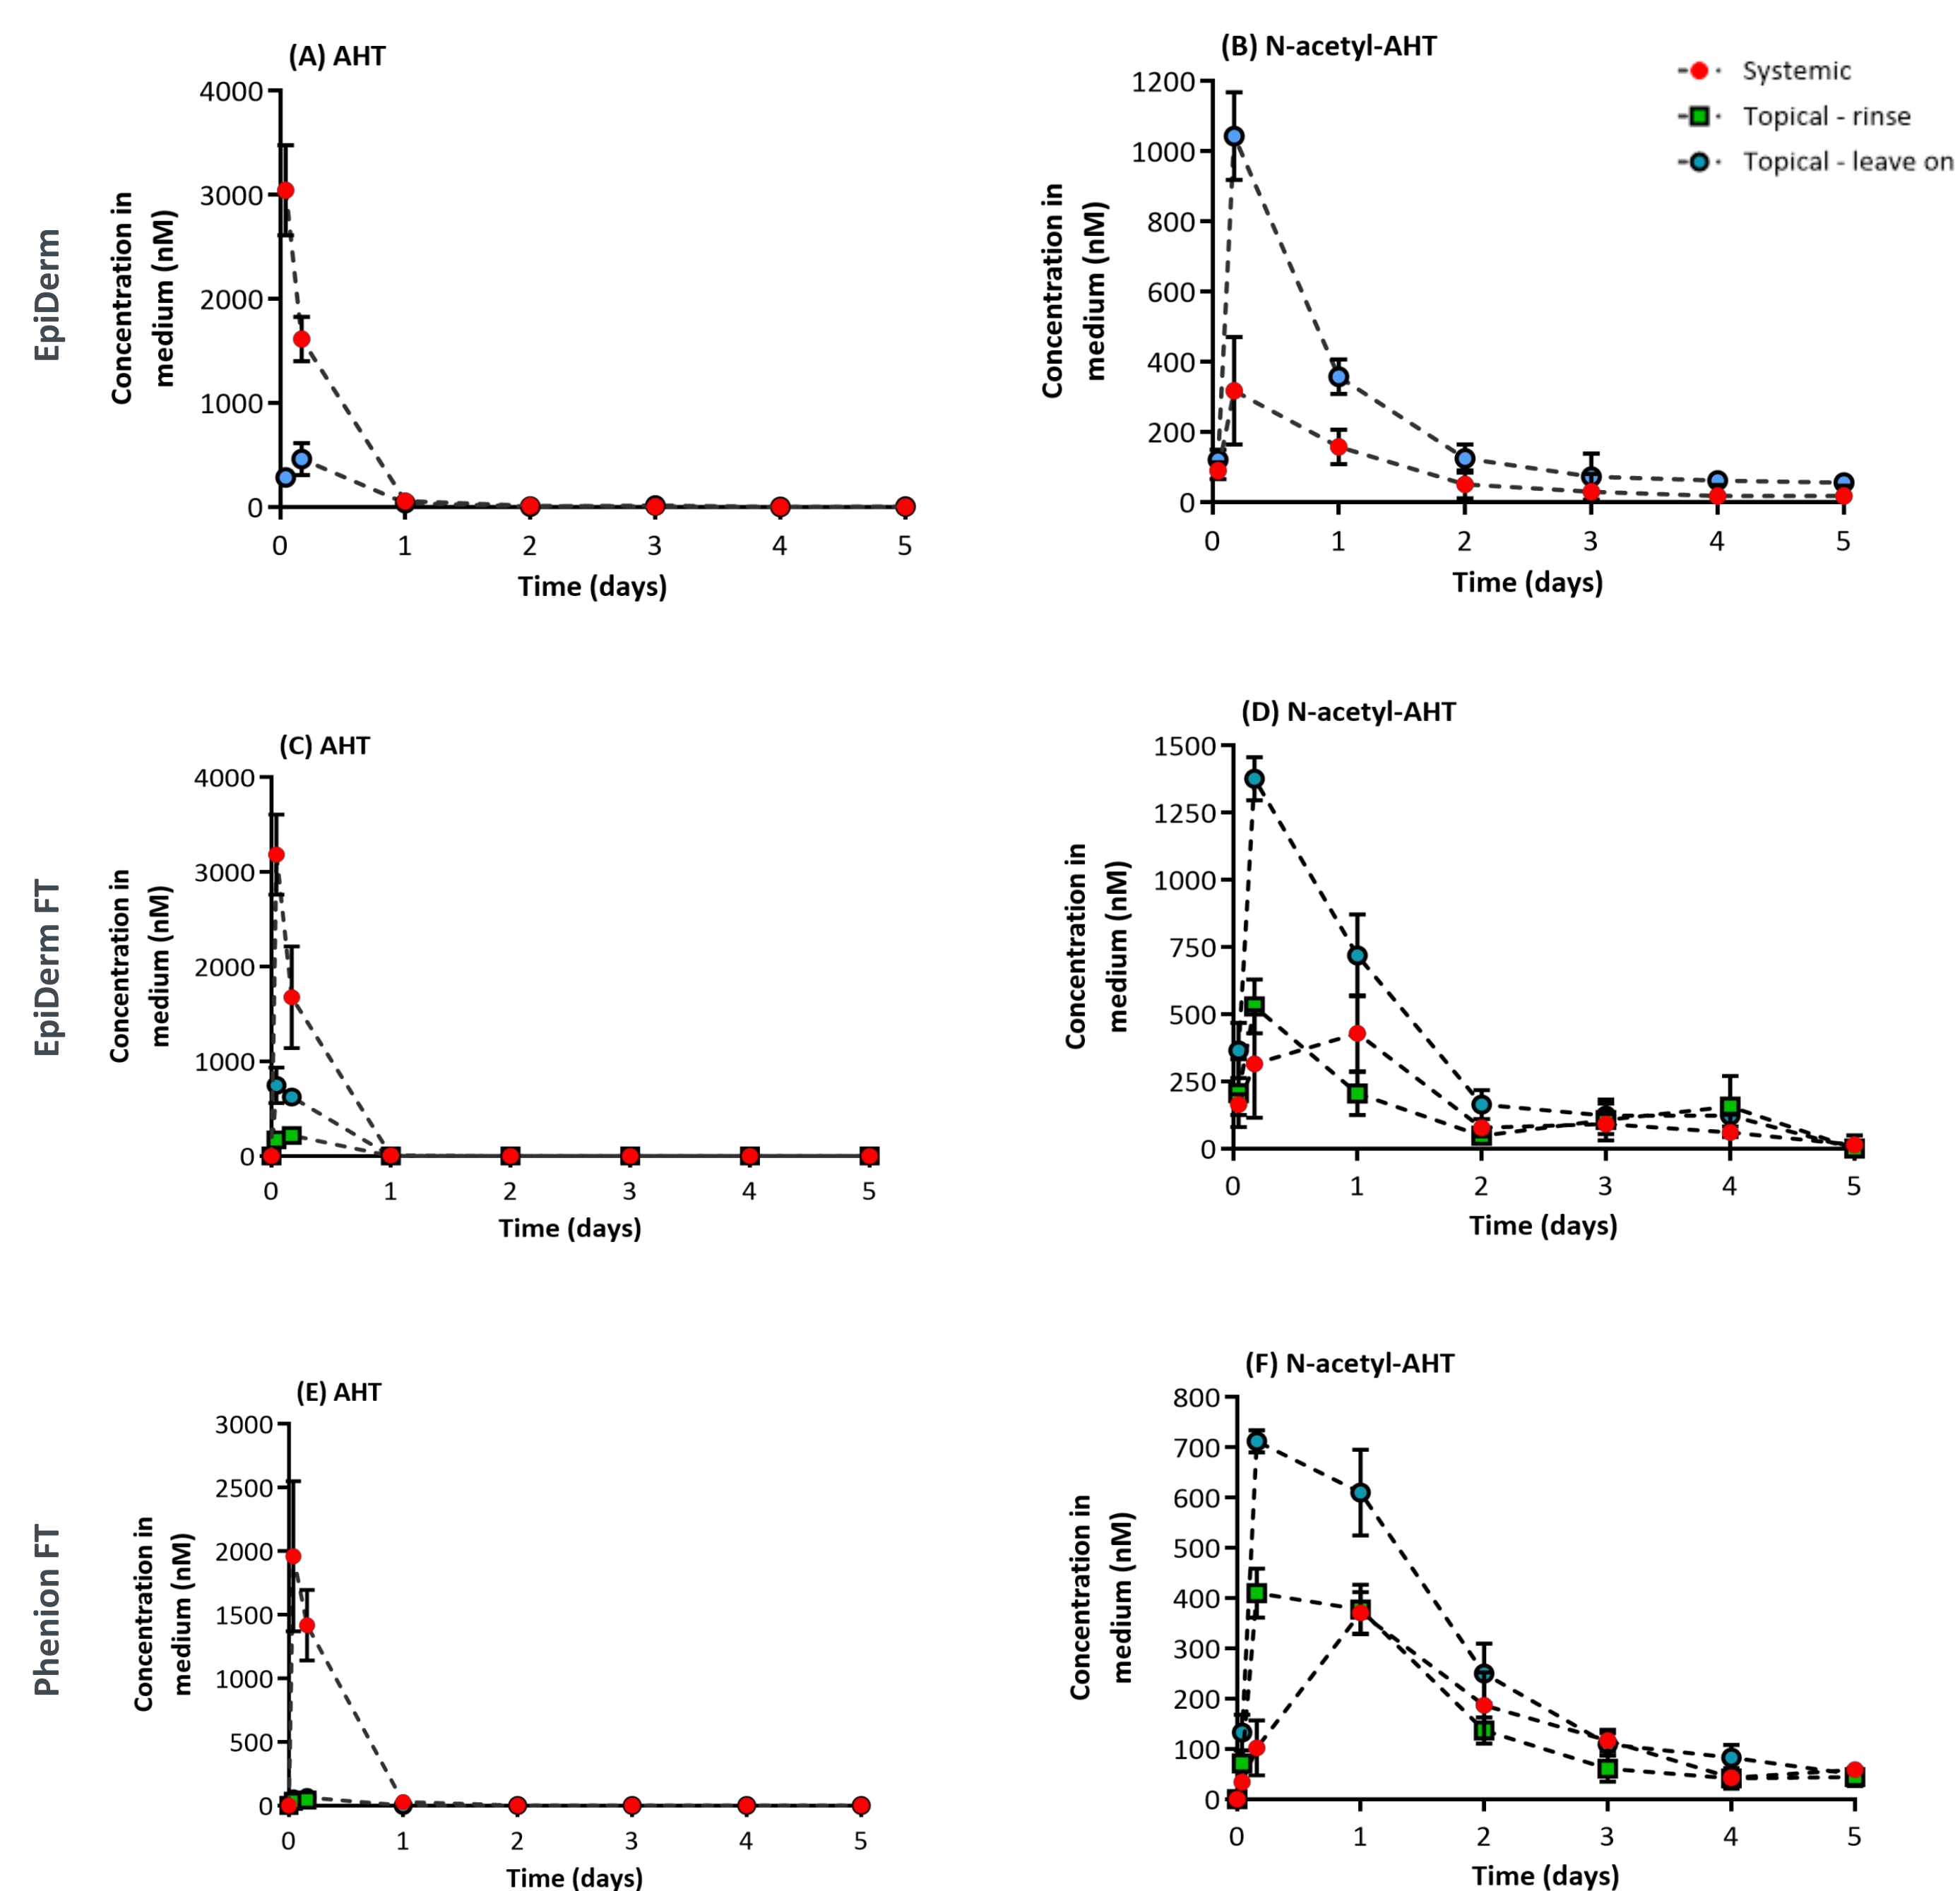 (A) AHT
EpiDerm
Concentration in
medium (nM)
4000
3000
2000
1000
0
0 1 2 3 4 5
Time (days)
(B) N-acetyl-AHT
Concentration in
medium (nM)
1200
1000
800
600
400
200
0
0 1 2 3 4 5
Time (days)
Systemic
Topical - rinse
Topical - leave on
(C) AHT
EpiDerm FT
Concentration in
medium (nM)
4000
3000
2000
1000
0
0 1 2 3 4 5
Time (days)
(D) N-acetyl-AHT
Concentration in
medium (nM)
1500
1250
1000
750
500
250
0
0 1 2 3 4 5
Time (days)
(E) AHT
Phenion FT
Concentration in
medium (nM)
3000
2500
2000
1500
1000
500
0
0 1 2 3 4 5
Time (days)
(F) N-acetyl-AHT
Concentration in
medium (nM)
800
700
600
500
400
300
200
100
0
0 1 2 3 4 5
Time (days)